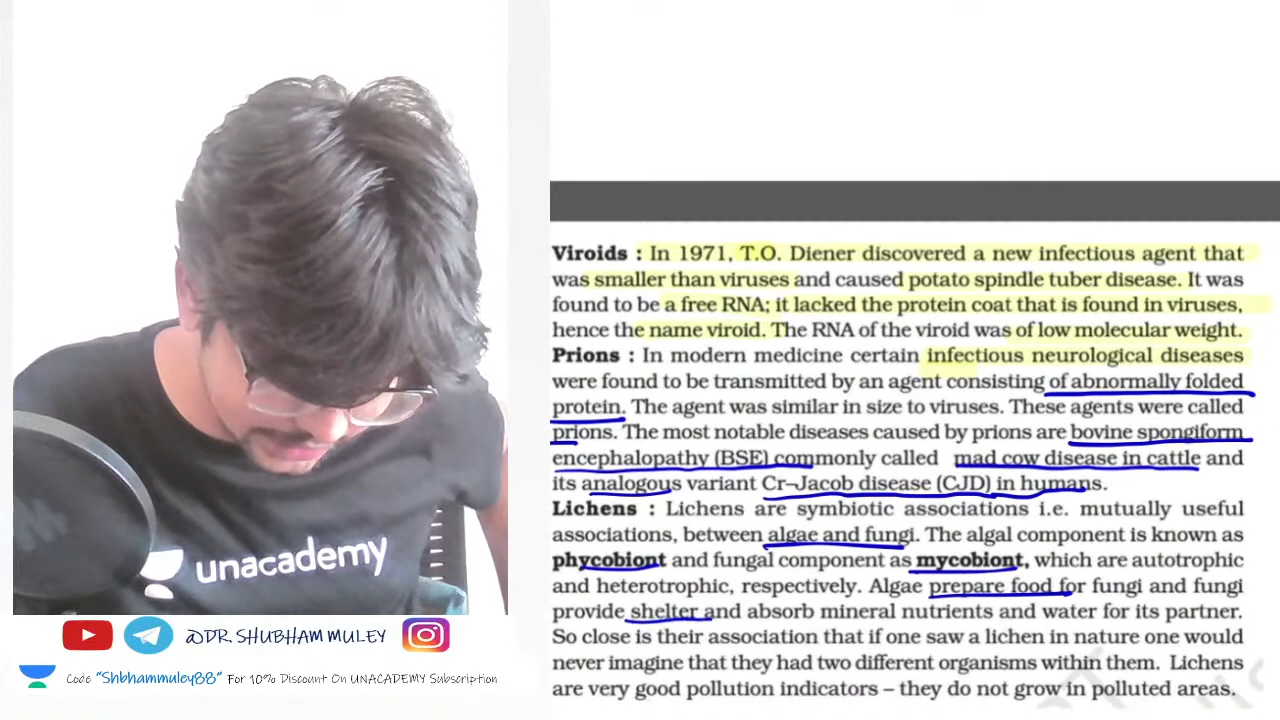 unacademy
@DR. SHUBHAM MULEY
Code "Shbhammuley88" For 10% Discount On UNACADEMY Subscription
Viroids : In 1971, T.O. Diener discovered a new infectious agent that
was smaller than viruses and caused potato spindle tuber disease. It was
found to be a free RNA; it lacked the protein coat that is found in viruses,
hence the name viroid. The RNA of the viroid was of low molecular weight.
Prions : In modern medicine certain infectious neurological diseases
were found to be transmitted by an agent consisting of abnormally folded
protein. The agent was similar in size to viruses. These agents were called
prions. The most notable diseases caused by prions are bovine spongiform
encephalopathy (BSE) commonly called mad cow disease in cattle and
its analogous variant Cr–Jacob disease (CJD) in humans.
Lichens : Lichens are symbiotic associations i.e. mutually useful
associations, between algae and fungi. The algal component is known as
phycobiont and fungal component as mycobiont, which are autotrophic
and heterotrophic, respectively. Algae prepare food for fungi and fungi
provide shelter and absorb mineral nutrients and water for its partner.
So close is their association that if one saw a lichen in nature one would
never imagine that they had two different organisms within them. Lichens
are very good pollution indicators – they do not grow in polluted areas.